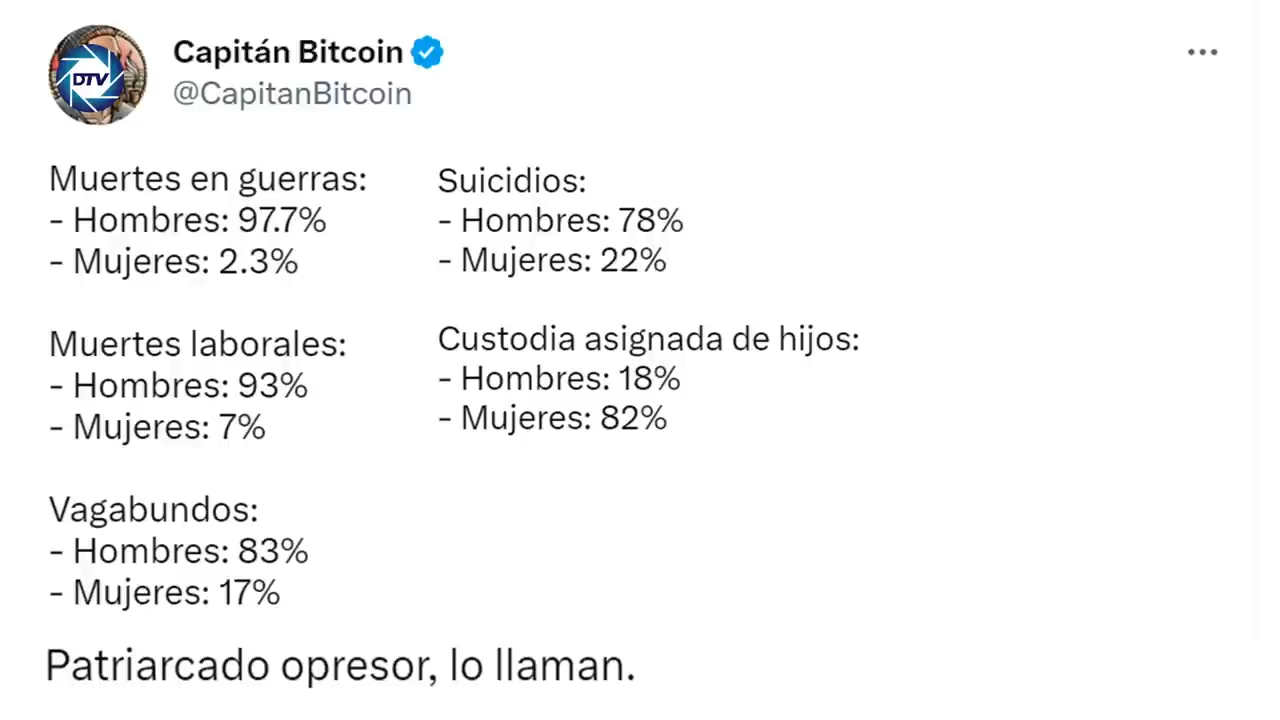 DTV
Capitán Bitcoin
@CapitanBitcoin
Muertes en guerras:
- Hombres: 97.7%
- Mujeres: 2.3%
Muertes laborales:
- Hombres: 93%
- Mujeres: 7%
Vagabundos:
- Hombres: 83%
- Mujeres: 17%
Suicidios:
- Hombres: 78%
- Mujeres: 22%
Custodia asignada de hijos:
- Hombres: 18%
- Mujeres: 82%
Patriarcado opresor, lo llaman.